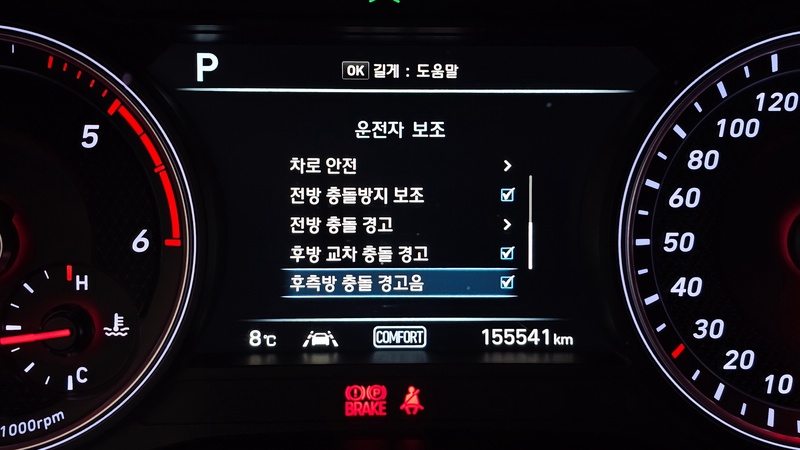 P
OK 길게 : 도움말
운전자 보조
차로 안전
전방 충돌방지 보조
전방 충돌 경고
후방 교차 충돌 경고
후측방 충돌 경고음
8℃ COMFORT 155541 km
5
6
H
C
1000rpm
120
100
80
60
50
40
30
20
10
(!) (P)
BRAKE